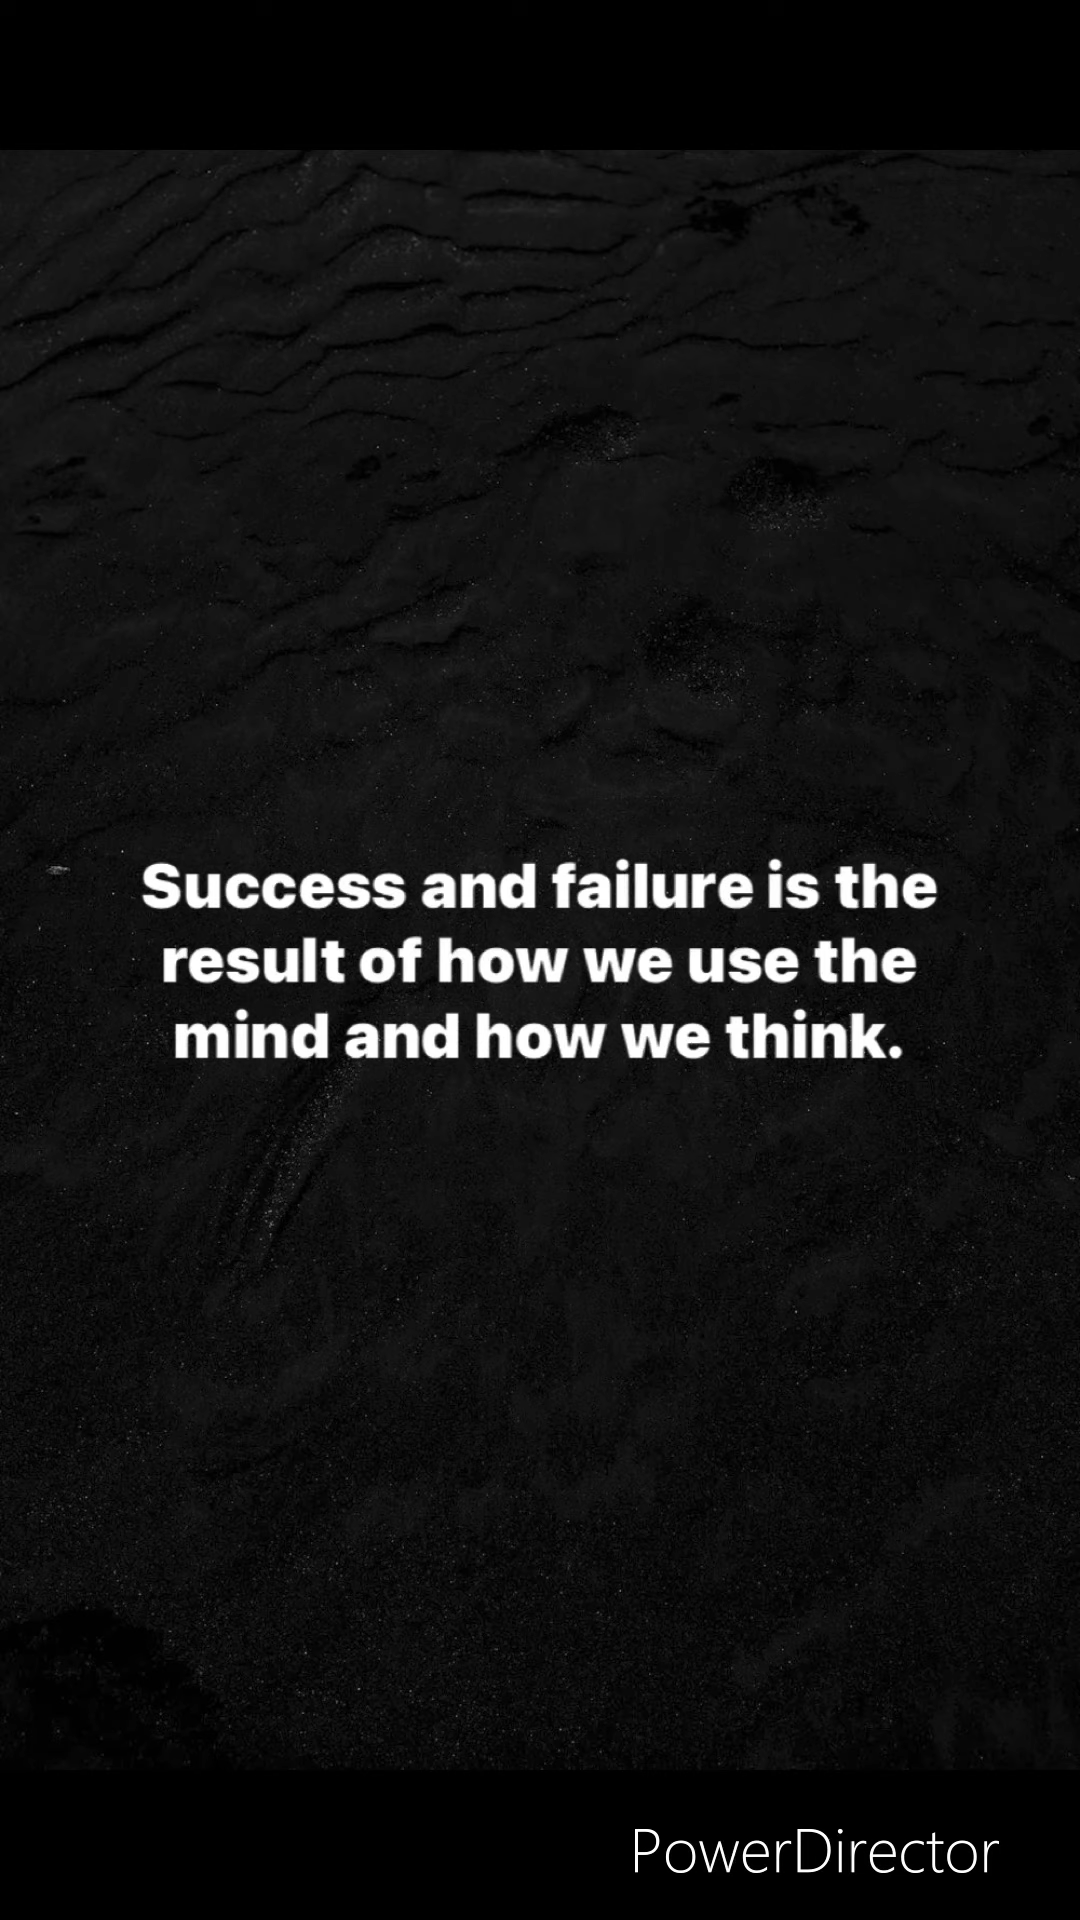 Success and failure is the
result of how we use the
mind and how we think.
PowerDirector